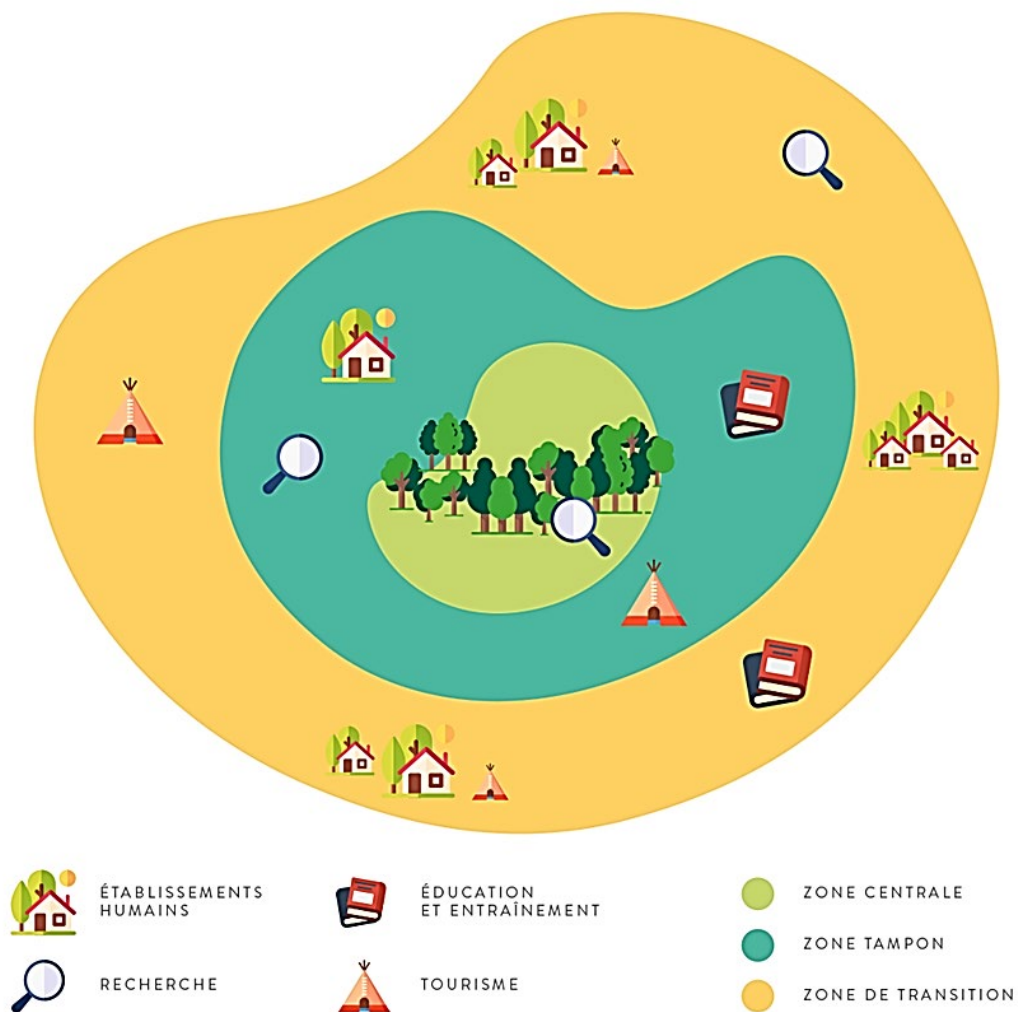 ÉTABLISSEMENTS
HUMAINS
RECHERCHE
ÉDUCATION
ET ENTRAÎNEMENT
TOURISME
ZONE CENTRALE
ZONE TAMPON
ZONE DE TRANSITION